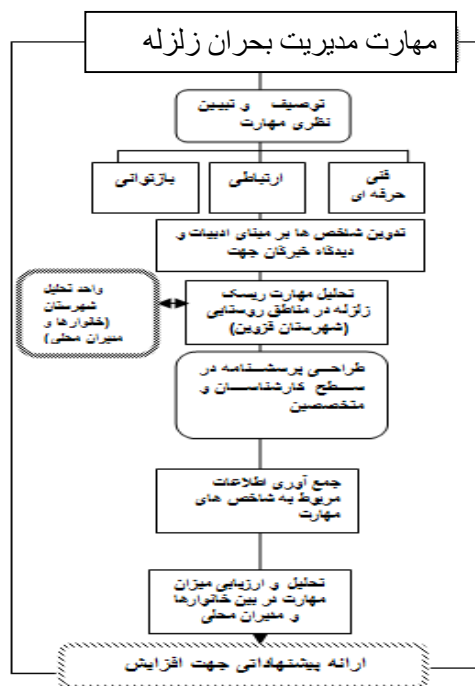 مهارت مدیریت بحران زلزله
توصیف و تبیین
نظری مهارت
فنی
حرفه ای
ارتباطی
بازتوانی
تدوین شاخص ها بر مبنای ادبیات و
دیدگاه خبرگان جهت
تحلیل مهارت ریسک
زلزله در مناطق روستایی
(شهرستان قزوین)
واحد تحلیل
شهرستان
(خانوارها و
مدیران محلی)
طراحی پرسشنامه در
سطح کارشناسان و
متخصصین
جمع آوری اطلاعات
مربوط به شاخص های
مهارت
تحلیل و ارزیابی میزان
مهارت در بین خانوارها
و مدیران محلی
ارائه پیشنهاداتی جهت افزایش